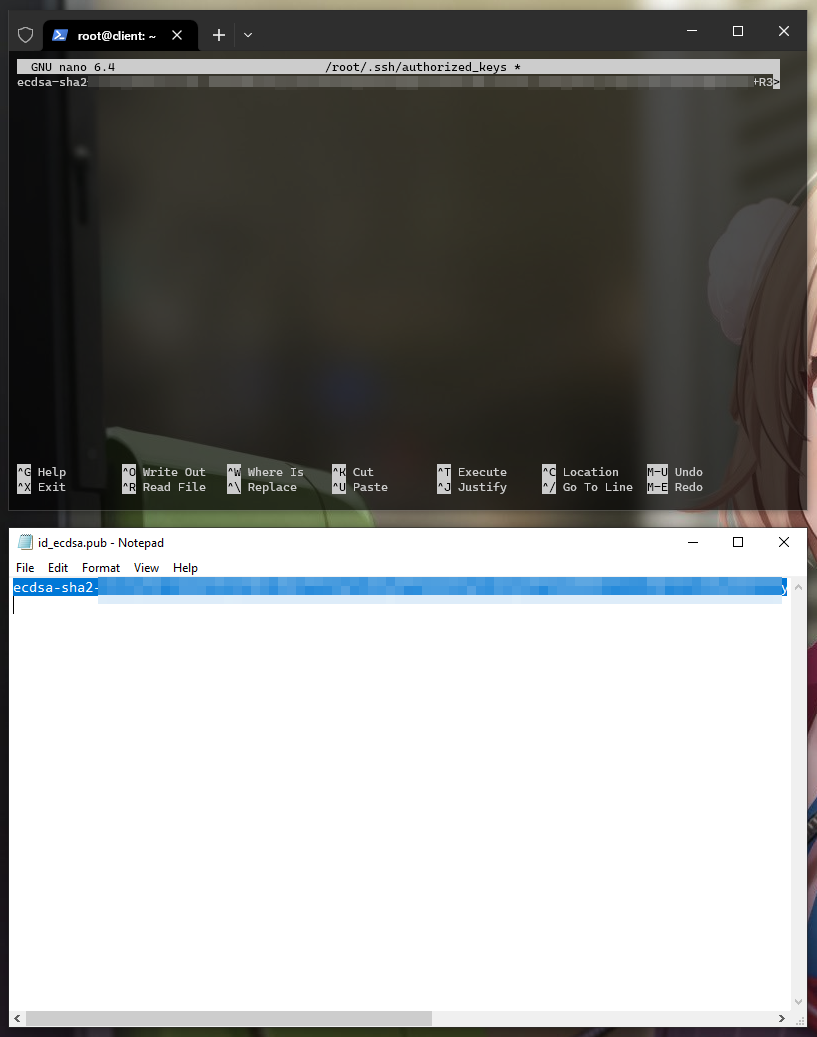 root@client: ~
GNU nano 6.4 /root/.ssh/authorized_keys *
ecdsa-sha2 +R3>
^G Help ^O Write Out ^W Where Is ^K Cut ^T Execute ^C Location M-U Undo
^X Exit ^R Read File ^\ Replace ^U Paste ^J Justify ^/ Go To Line M-E Redo
id_ecdsa.pub - Notepad
File Edit Format View Help
ecdsa-sha2- y